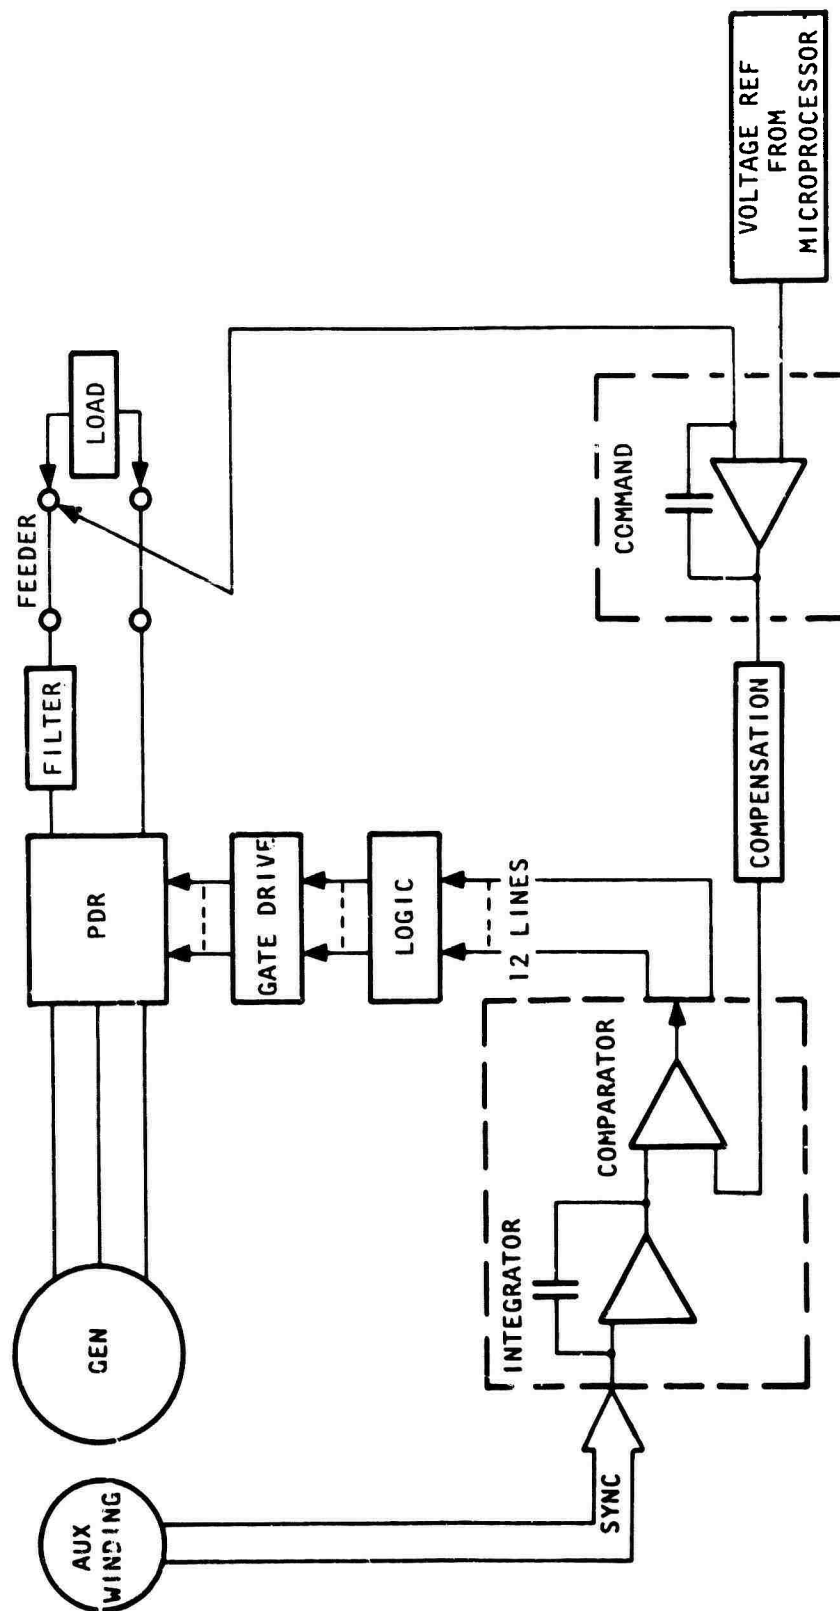 AUX
WINDING
GEN
PDR
FILTER
FEEDER
LOAD
GATE DRIVE
LOGIC
12 LINES
SYNC
INTEGRATOR
COMPARATOR
COMPENSATION
COMMAND
VOLTAGE REF
FROM
MICROPROCESSOR